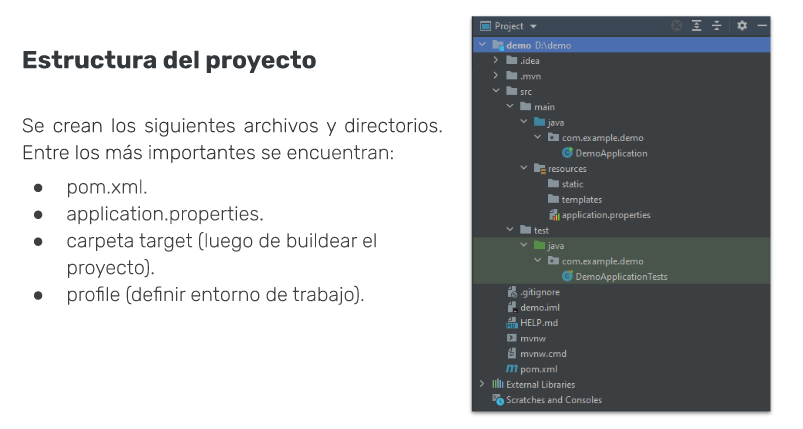 Estructura del proyecto
Se crean los siguientes archivos y directorios.
Entre los más importantes se encuentran:
● pom.xml.
● application.properties.
● carpeta target (luego de buildear el
proyecto).
● profile (definir entorno de trabajo).
Project
demo D:\demo
.idea
.mvn
src
main
java
com.example.demo
DemoApplication
resources
static
templates
application.properties
test
java
com.example.demo
DemoApplicationTests
.gitignore
demo.iml
HELP.md
mvnw
mvnw.cmd
pom.xml
External Libraries
Scratches and Consoles